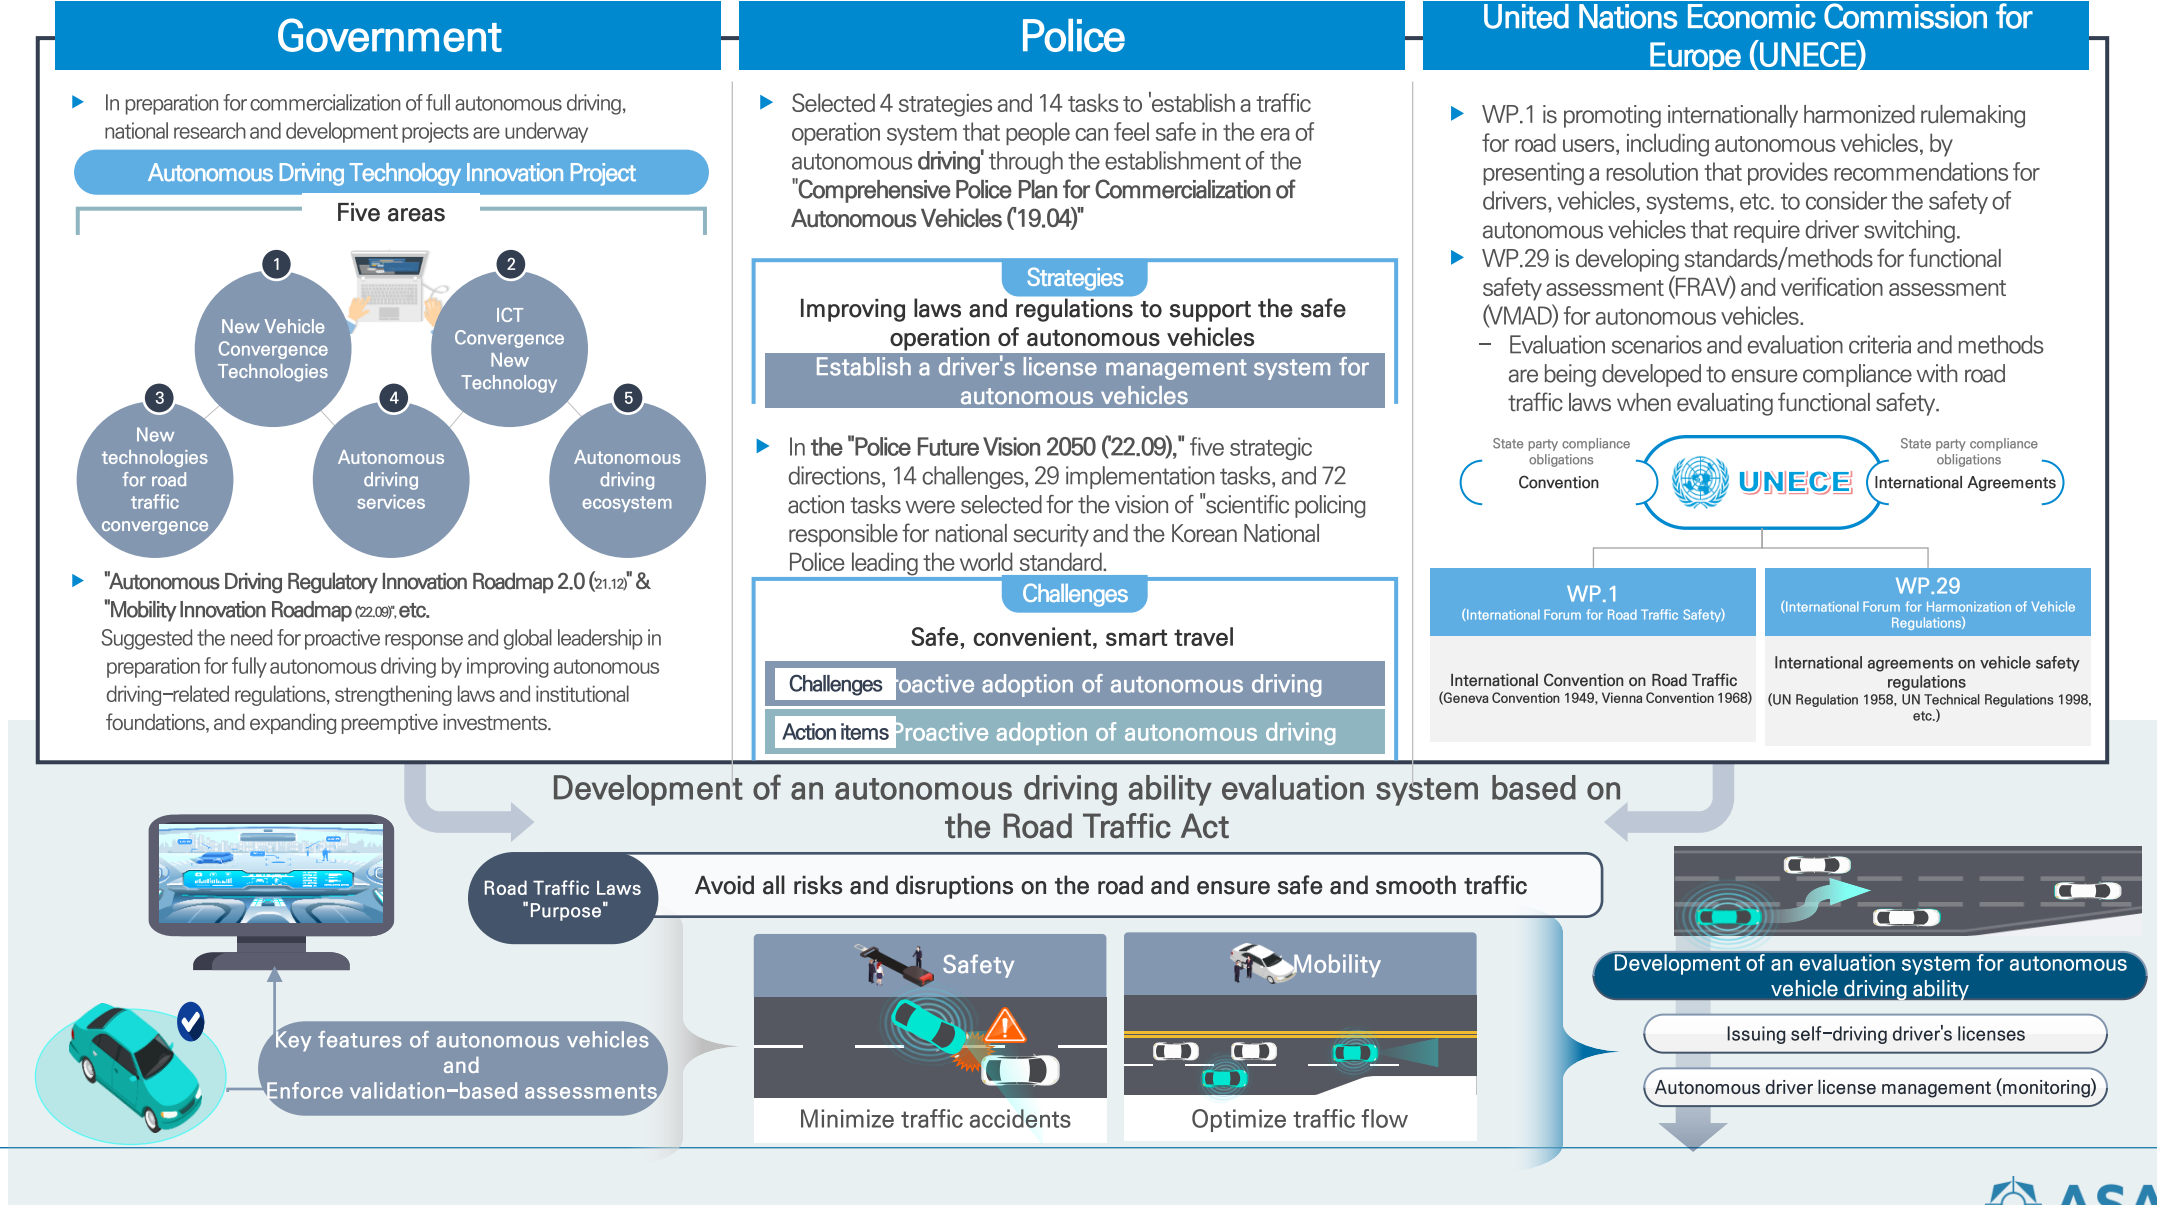 Government
In preparation for commercialization of full autonomous driving,
national research and development projects are underway
Autonomous Driving Technology Innovation Project
Five areas
1
New Vehicle
Convergence
Technologies
2
ICT
Convergence
New
Technology
3
New
technologies
for road
traffic
convergence
4
Autonomous
driving
services
5
Autonomous
driving
ecosystem
"Autonomous Driving Regulatory Innovation Roadmap 2.0 ('21.12)" &
"Mobility Innovation Roadmap ('22.09)", etc.
Suggested the need for proactive response and global leadership in
preparation for fully autonomous driving by improving autonomous
driving-related regulations, strengthening laws and institutional
foundations, and expanding preemptive investments.
Police
Selected 4 strategies and 14 tasks to 'establish a traffic
operation system that people can feel safe in the era of
autonomous driving' through the establishment of the
"Comprehensive Police Plan for Commercialization of
Autonomous Vehicles ('19.04)"
Strategies
Improving laws and regulations to support the safe
operation of autonomous vehicles
Establish a driver's license management system for
autonomous vehicles
In the "Police Future Vision 2050 ('22.09)," five strategic
directions, 14 challenges, 29 implementation tasks, and 72
action tasks were selected for the vision of "scientific policing
responsible for national security and the Korean National
Police leading the world standard.
Challenges
Safe, convenient, smart travel
Challenges roactive adoption of autonomous driving
Action items Proactive adoption of autonomous driving
United Nations Economic Commission for
Europe (UNECE)
WP.1 is promoting internationally harmonized rulemaking
for road users, including autonomous vehicles, by
presenting a resolution that provides recommendations for
drivers, vehicles, systems, etc. to consider the safety of
autonomous vehicles that require driver switching.
WP.29 is developing standards/methods for functional
safety assessment (FRAV) and verification assessment
(VMAD) for autonomous vehicles.
- Evaluation scenarios and evaluation criteria and methods
are being developed to ensure compliance with road
traffic laws when evaluating functional safety.
State party compliance
obligations
Convention
UNECE
State party compliance
obligations
International Agreements
WP.1
(International Forum for Road Traffic Safety)
International Convention on Road Traffic
(Geneva Convention 1949, Vienna Convention 1968)
WP.29
(International Forum for Harmonization of Vehicle
Regulations)
International agreements on vehicle safety
regulations
(UN Regulation 1958, UN Technical Regulations 1998,
etc.)
Development of an autonomous driving ability evaluation system based on
the Road Traffic Act
Road Traffic Laws
"Purpose"
Avoid all risks and disruptions on the road and ensure safe and smooth traffic
Key features of autonomous vehicles
and
Enforce validation-based assessments
Safety
Minimize traffic accidents
Mobility
Optimize traffic flow
Development of an evaluation system for autonomous
vehicle driving ability
Issuing self-driving driver's licenses
Autonomous driver license management (monitoring)
ASA